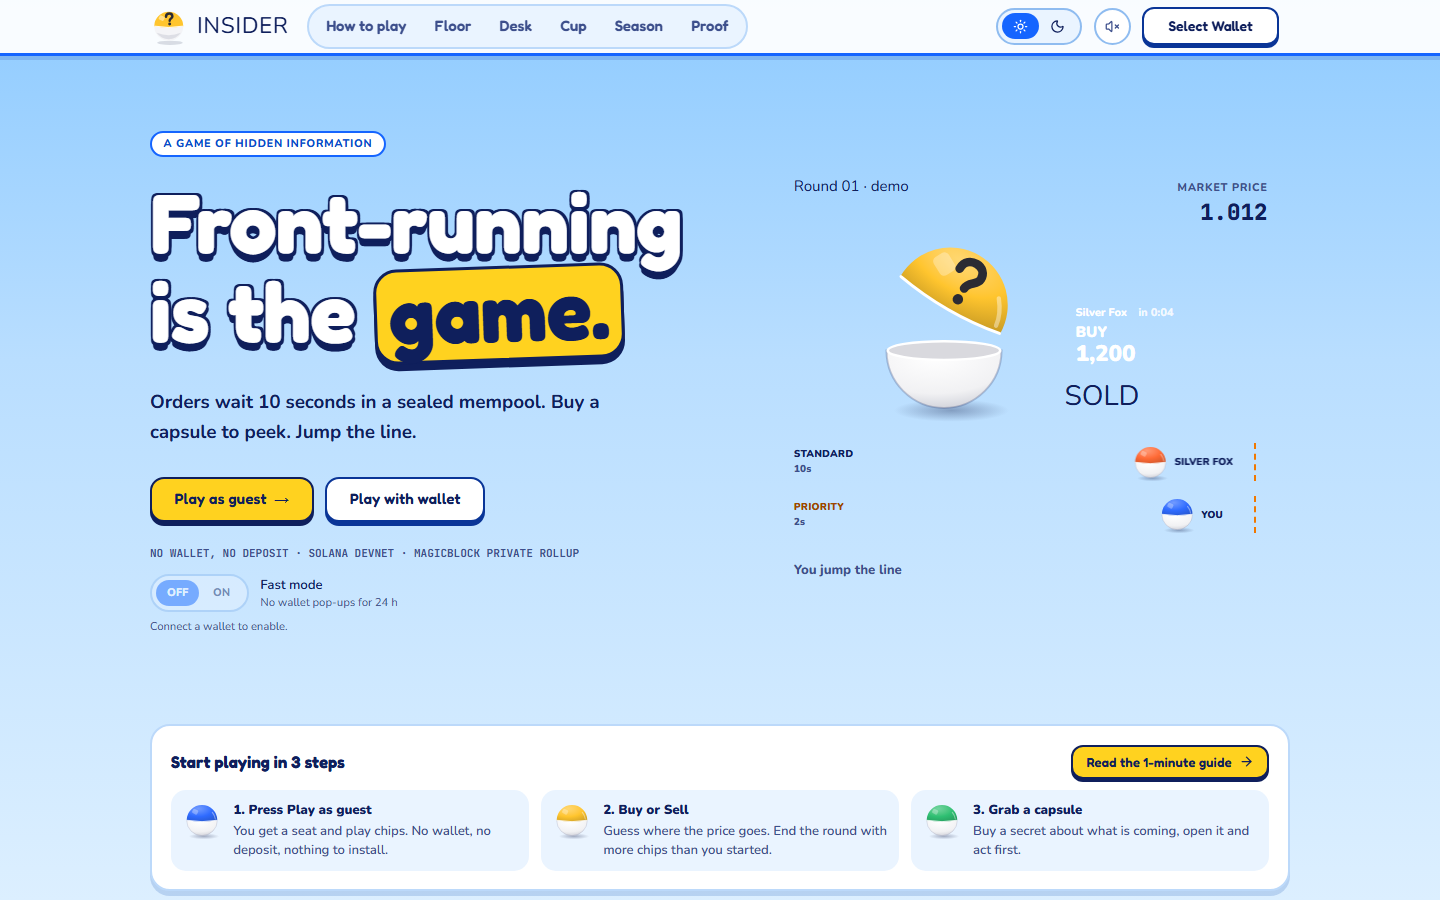 ?
INSIDER
How to play
Floor
Desk
Cup
Season
Proof
Select Wallet
A GAME OF HIDDEN INFORMATION
Front-running
is the game.
Orders wait 10 seconds in a sealed mempool. Buy a
capsule to peek. Jump the line.
Play as guest →
Play with wallet
NO WALLET, NO DEPOSIT · SOLANA DEVNET · MAGICBLOCK PRIVATE ROLLUP
OFF ON
Fast mode
No wallet pop-ups for 24 h
Connect a wallet to enable.
Round 01 · demo
MARKET PRICE
1.012
?
Silver Fox in 0:04
BUY
1,200
SOLD
STANDARD
10s
SILVER FOX
PRIORITY
2s
YOU
You jump the line
Start playing in 3 steps
Read the 1-minute guide →
1. Press Play as guest
You get a seat and play chips. No wallet, no
deposit, nothing to install.
2. Buy or Sell
Guess where the price goes. End the round with
more chips than you started.
3. Grab a capsule
Buy a secret about what is coming, open it and
act first.